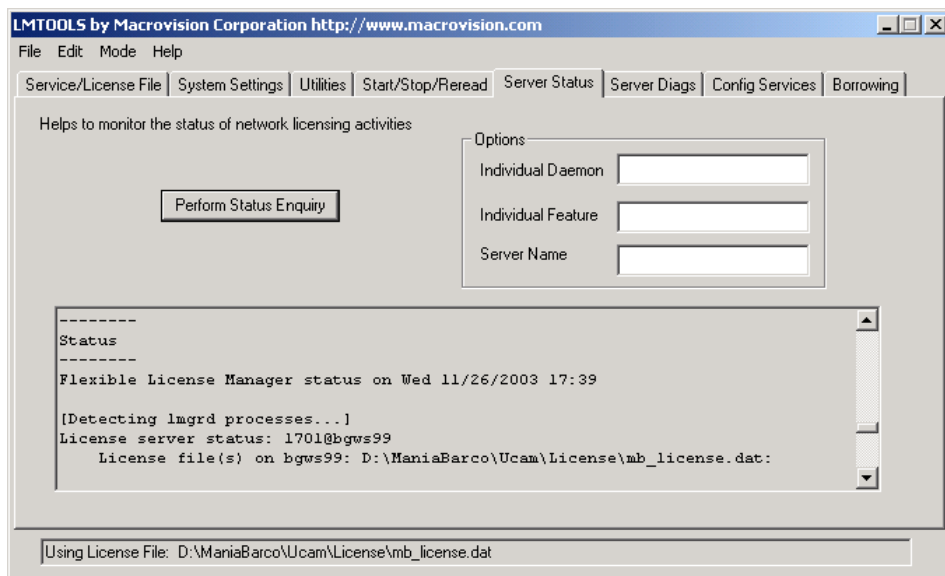 LMTOOLS by Macrovision Corporation http://www.macrovision.com
File Edit Mode Help
Service/License File System Settings Utilities Start/Stop/Reread Server Status Server Diags Config Services Borrowing
Helps to monitor the status of network licensing activities
Options
Individual Daemon
Perform Status Enquiry
Individual Feature
Server Name
--------
Status
--------
Flexible License Manager status on Wed 11/26/2003 17:39
[Detecting lmgrd processes...]
License server status: 1701@bgws99
License file(s) on bgws99: D:\ManiaBarco\Ucam\License\mb_license.dat:
Using License File: D:\ManiaBarco\Ucam\License\mb_license.dat